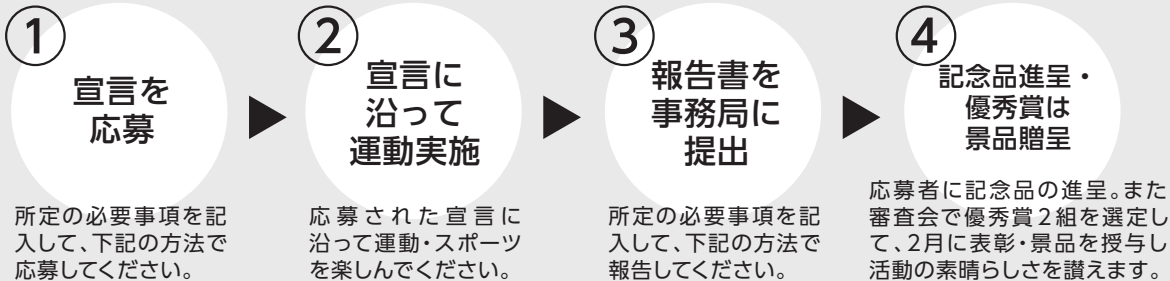 ①
宣言を
応募
所定の必要事項を記
入して、下記の方法で
応募してください。
②
宣言に
沿って
運動実施
応募された宣言に
沿って運動・スポーツ
を楽しんでください。
③
報告書を
事務局に
提出
所定の必要事項を記
入して、下記の方法で
報告してください。
④
記念品進呈・
優秀賞は
景品贈呈
応募者に記念品の進呈。また
審査会で優秀賞2組を選定し
て、2月に表彰・景品を授与し
活動の素晴らしさを讃えます。